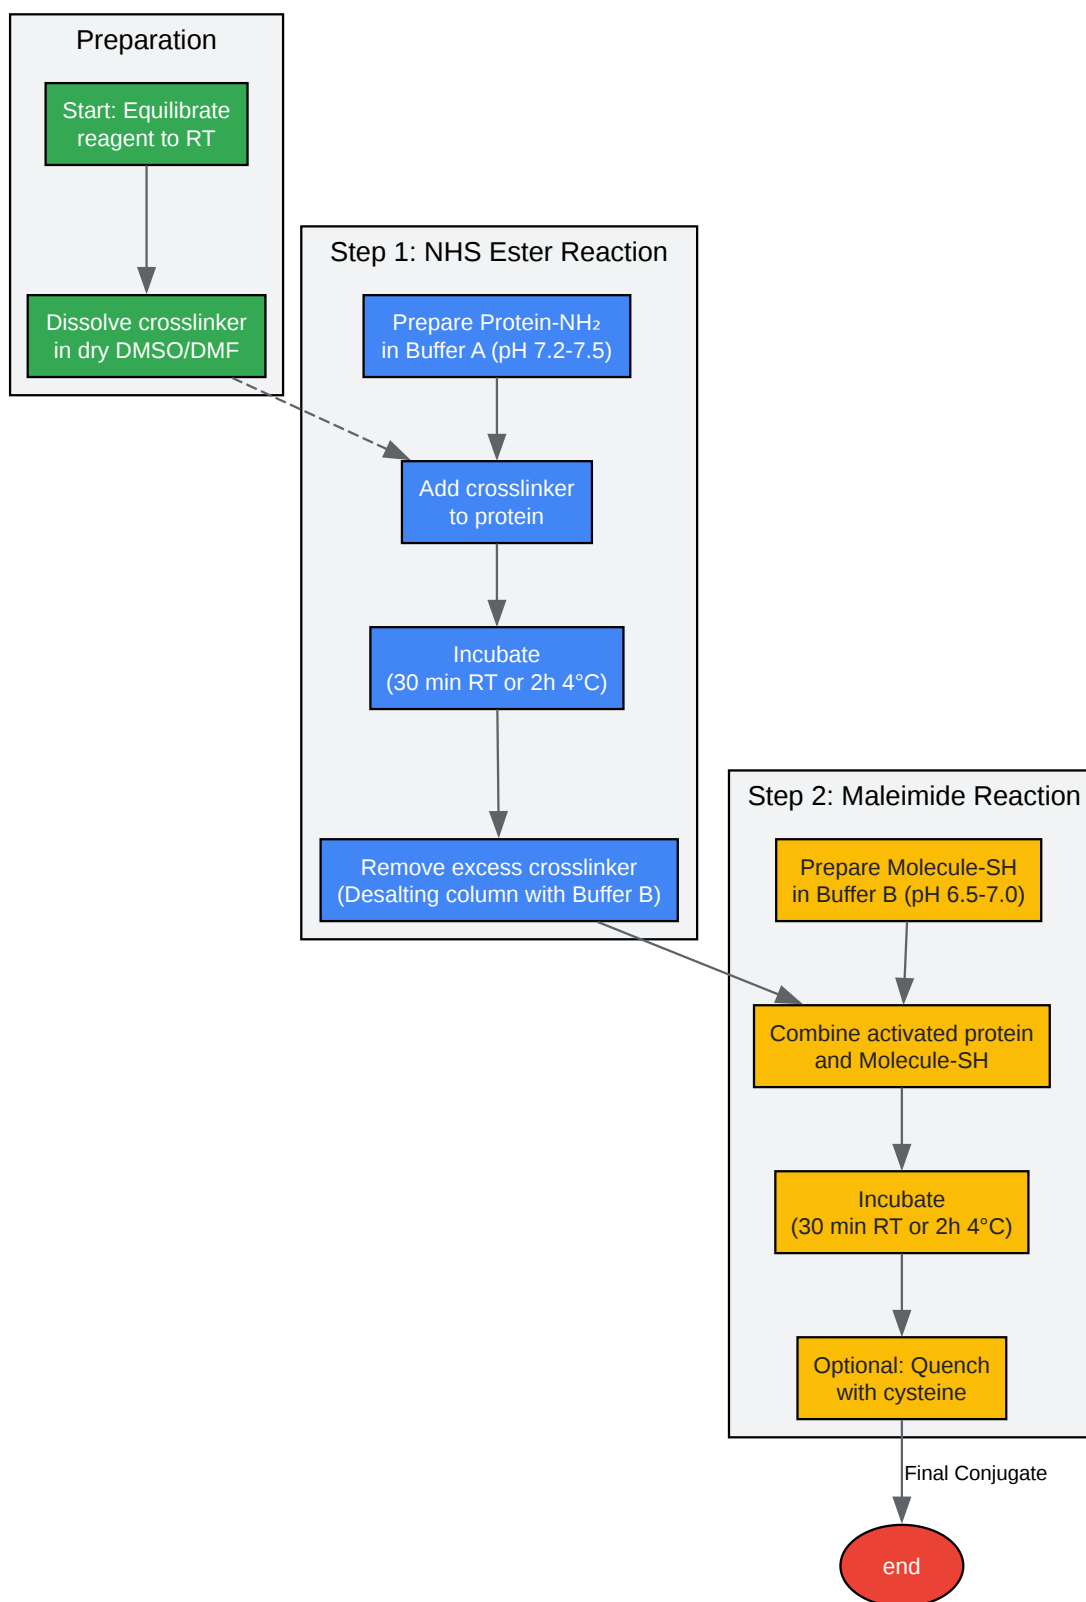 Preparation
Start: Equilibrate
reagent to RT
Dissolve crosslinker
in dry DMSO/DMF
Step 1: NHS Ester Reaction
Prepare Protein-NH₂
in Buffer A (pH 7.2-7.5)
Add crosslinker
to protein
Incubate
(30 min RT or 2h 4°C)
Remove excess crosslinker
(Desalting column with Buffer B)
Step 2: Maleimide Reaction
Prepare Molecule-SH
in Buffer B (pH 6.5-7.0)
Combine activated protein
and Molecule-SH
Incubate
(30 min RT or 2h 4°C)
Optional: Quench
with cysteine
Final Conjugate
end